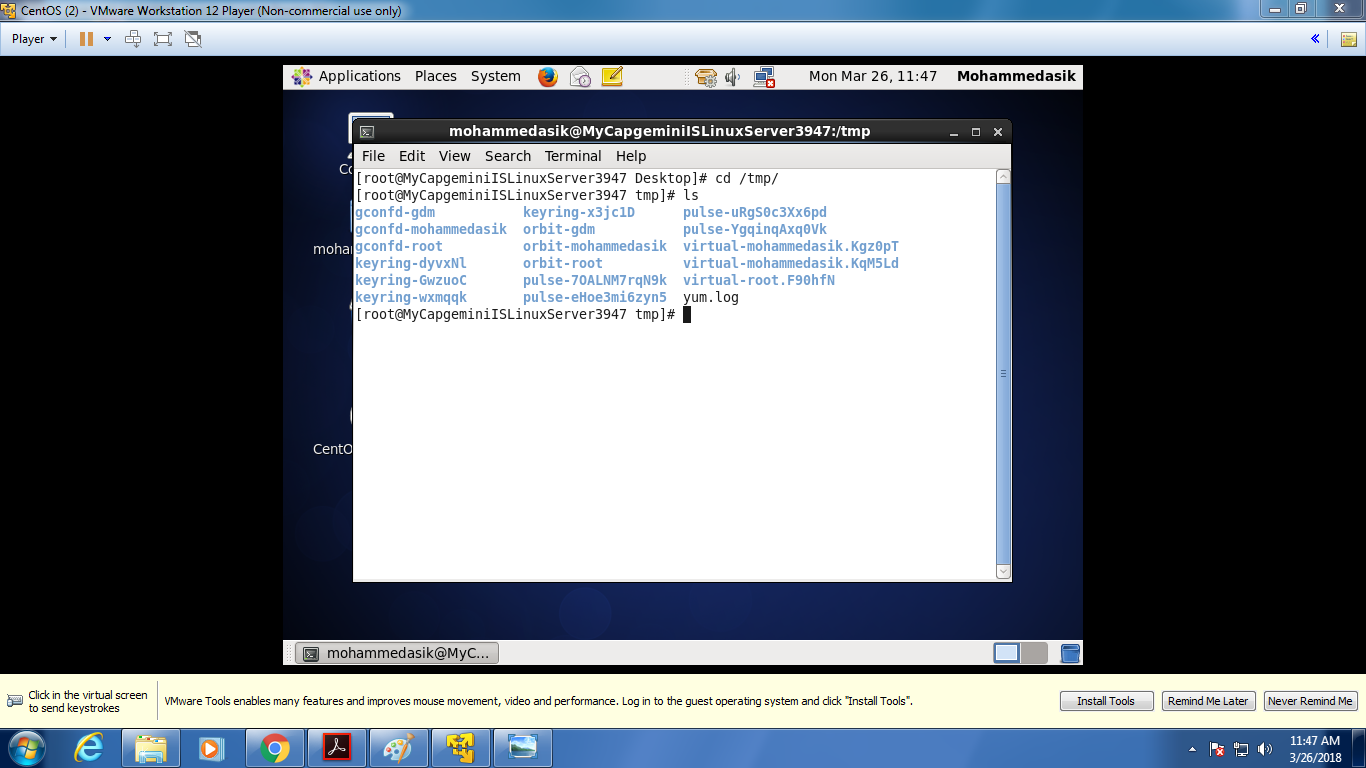 CentOS (2) - VMware Workstation 12 Player (Non-commercial use only)
Player
Applications Places System Mon Mar 26, 11:47 Mohammedasik
mohammedasik@MyCapgeminiISLinuxServer3947:/tmp
File Edit View Search Terminal Help
[root@MyCapgeminiISLinuxServer3947 Desktop]# cd /tmp/
[root@MyCapgeminiISLinuxServer3947 tmp]# ls
gconfd-gdm keyring-x3jc1D pulse-uRgS0c3Xx6pd
gconfd-mohammedasik orbit-gdm pulse-YgqinqAxq0Vk
gconfd-root orbit-mohammedasik virtual-mohammedasik.Kgz0pT
keyring-dyvxNl orbit-root virtual-mohammedasik.KqM5Ld
keyring-GwzuoC pulse-7OALNM7rqN9k virtual-root.F90hfN
keyring-wxmqqk pulse-eHoe3mi6zyn5 yum.log
[root@MyCapgeminiISLinuxServer3947 tmp]#
Co
moha
CentO
mohammedasik@MyC...
Click in the virtual screen
to send keystrokes
VMware Tools enables many features and improves mouse movement, video and performance. Log in to the guest operating system and click "Install Tools".
Install Tools Remind Me Later Never Remind Me
11:47 AM
3/26/2018